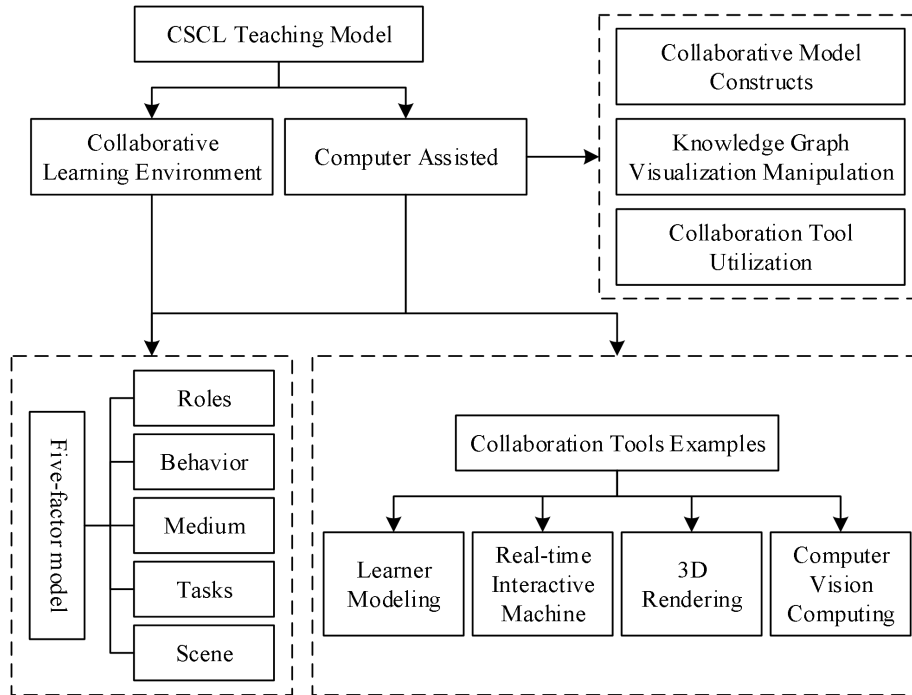 CSCL Teaching Model
Collaborative
Learning Environment
Computer Assisted
Collaborative Model
Constructs
Knowledge Graph
Visualization Manipulation
Collaboration Tool
Utilization
Five-factor model
Roles
Behavior
Medium
Tasks
Scene
Collaboration Tools Examples
Learner
Modeling
Real-time
Interactive
Machine
3D
Rendering
Computer
Vision
Computing